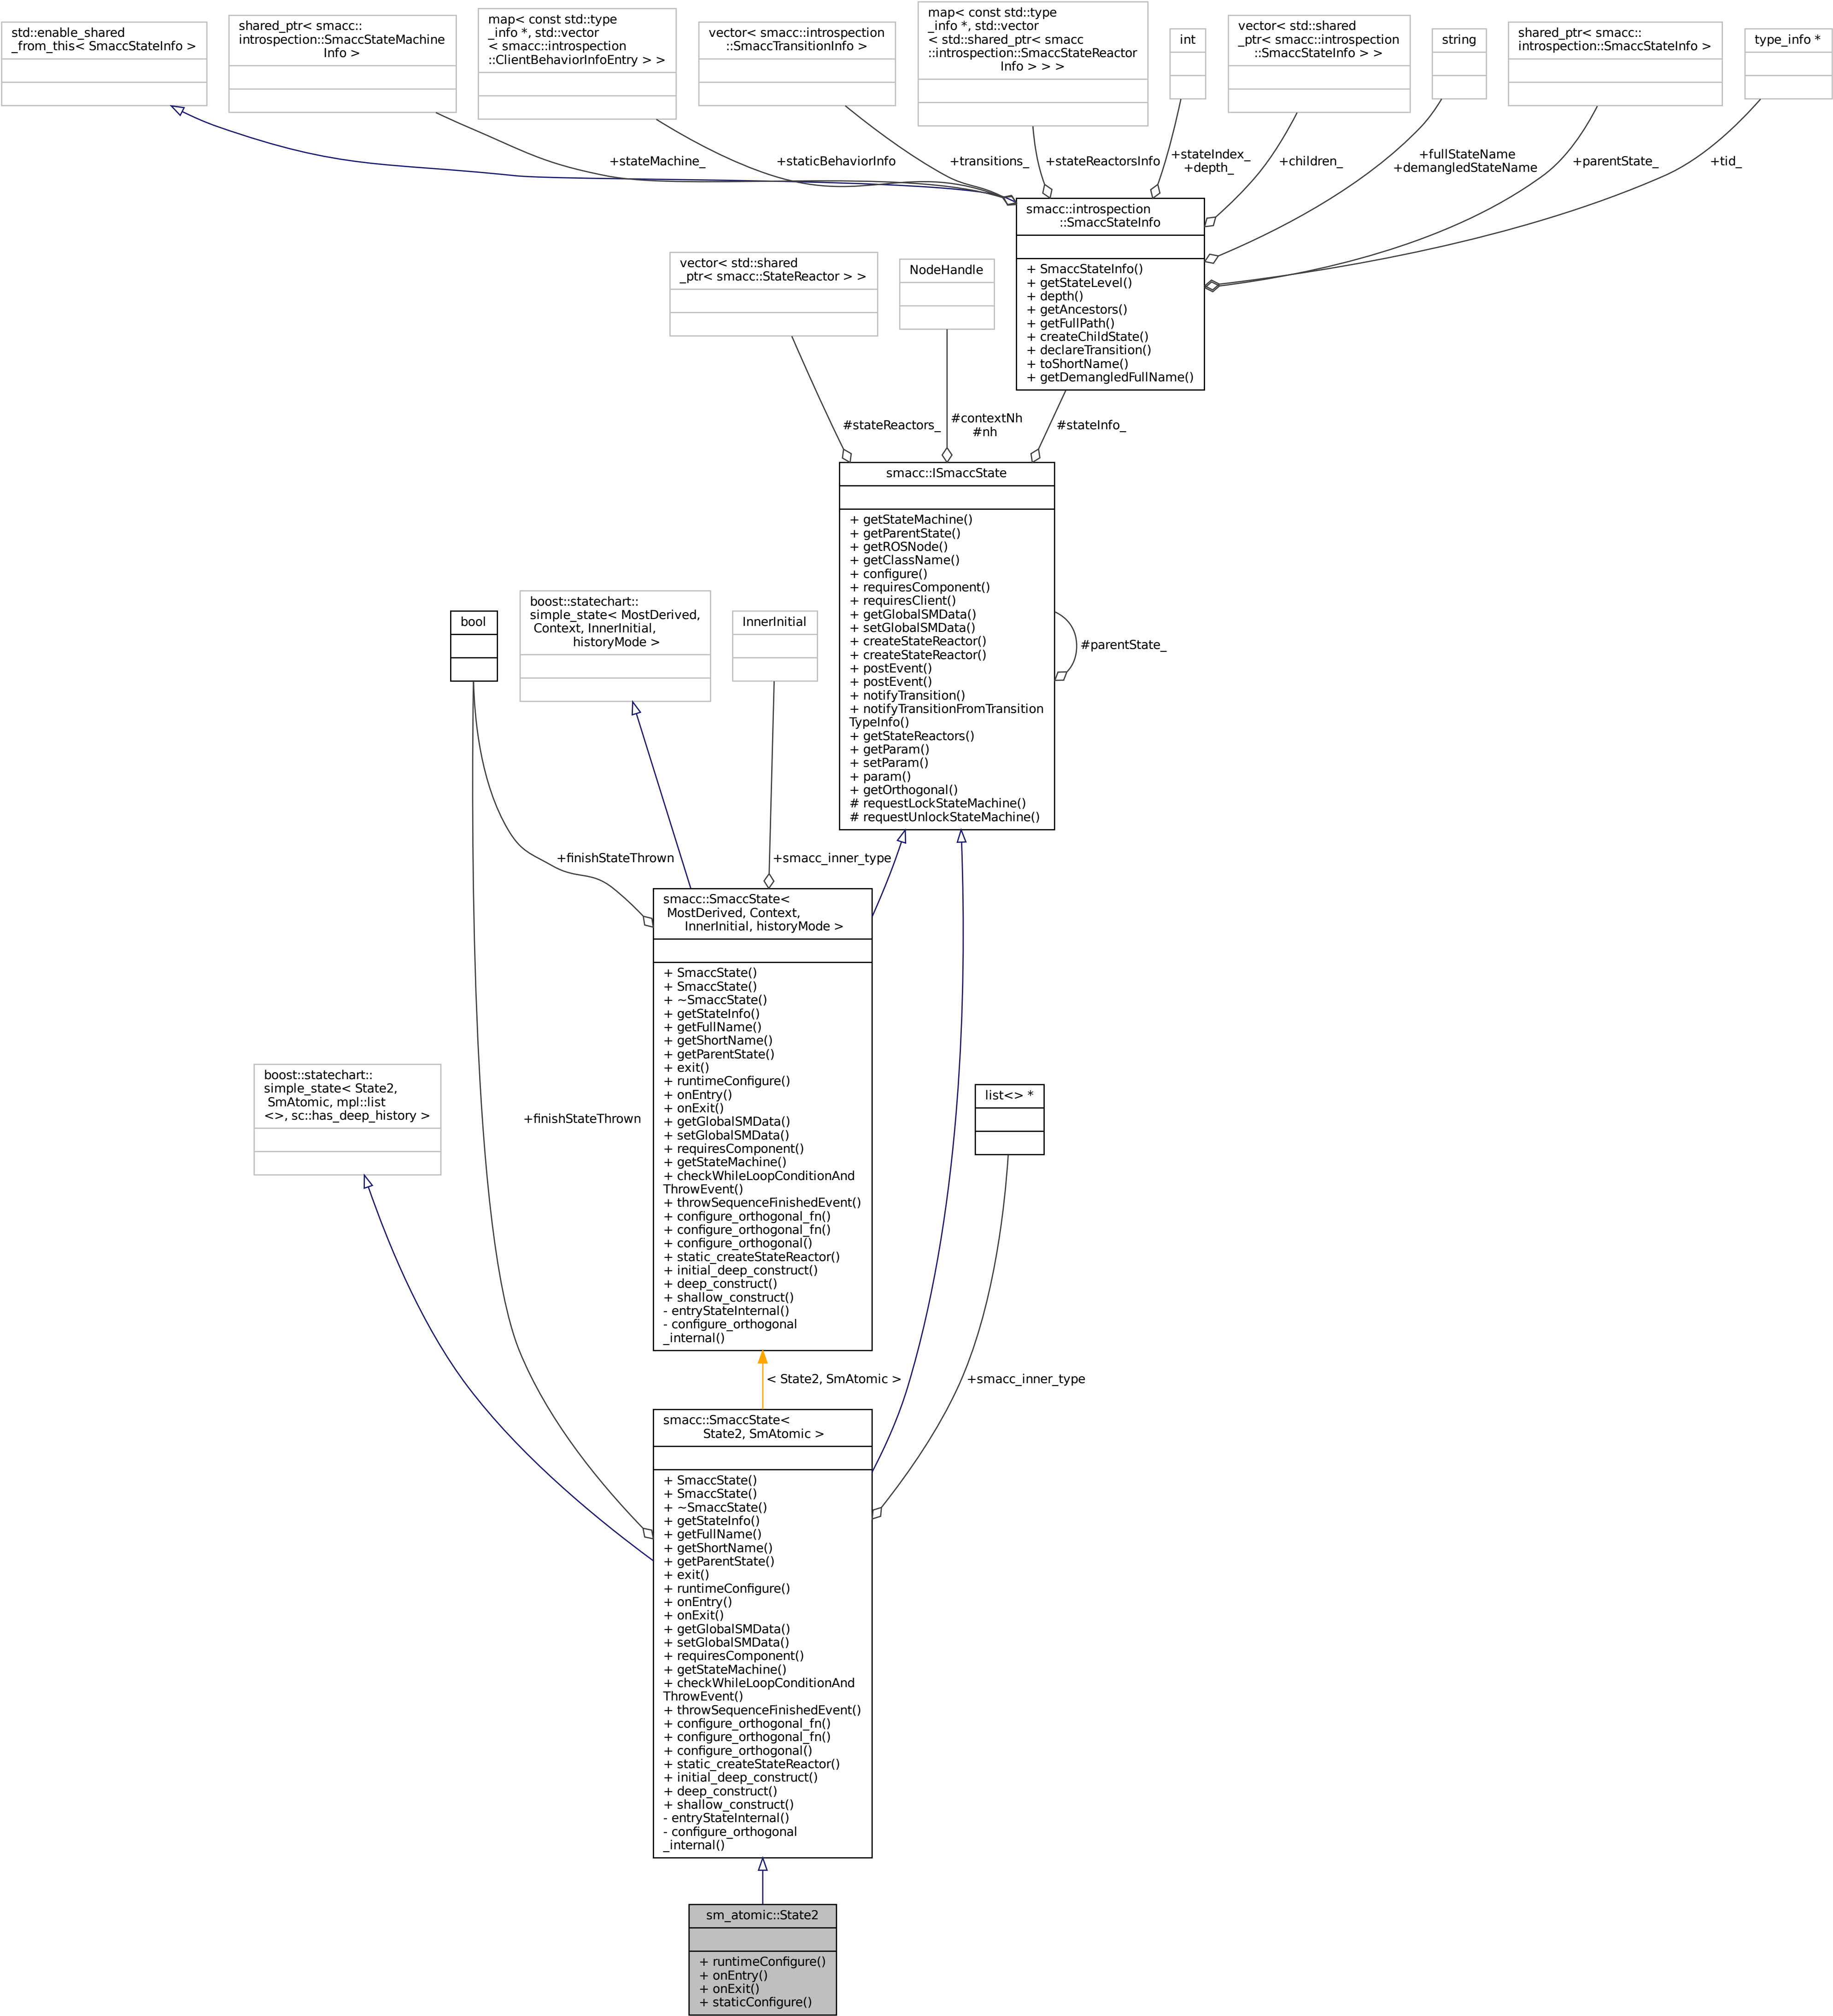 std::enable_shared
_from_this< SmaccStateInfo >
shared_ptr< smacc::
introspection::SmaccStateMachine
Info >
map< const std::type
_info *, std::vector
< smacc::introspection
::ClientBehaviorInfoEntry > >
vector< smacc::introspection
::SmaccTransitionInfo >
map< const std::type
_info *, std::vector
< std::shared_ptr< smacc
::introspection::SmaccStateReactor
Info > > >
int
vector< std::shared
_ptr< smacc::introspection
::SmaccStateInfo > >
string
shared_ptr< smacc::
introspection::SmaccStateInfo >
type_info *
+stateMachine_
+staticBehaviorInfo
+transitions_
+stateReactorsInfo
+stateIndex_
+depth_
+children_
+fullStateName
+demangledStateName
+parentState_
+tid_
smacc::introspection
::SmaccStateInfo
+ SmaccStateInfo()
+ getStateLevel()
+ depth()
+ getAncestors()
+ getFullPath()
+ createChildState()
+ declareTransition()
+ toShortName()
+ getDemangledFullName()
vector< std::shared
_ptr< smacc::StateReactor > >
NodeHandle
#stateReactors_
#contextNh
#nh
#stateInfo_
smacc::ISmaccState
+ getStateMachine()
+ getParentState()
+ getROSNode()
+ getClassName()
+ configure()
+ requiresComponent()
+ requiresClient()
+ getGlobalSMData()
+ setGlobalSMData()
+ createStateReactor()
+ createStateReactor()
+ postEvent()
+ postEvent()
+ notifyTransition()
+ notifyTransitionFromTransition
TypeInfo()
+ getStateReactors()
+ getParam()
+ setParam()
+ param()
+ getOrthogonal()
# requestLockStateMachine()
# requestUnlockStateMachine()
#parentState_
bool
boost::statechart::
simple_state< MostDerived,
Context, InnerInitial,
historyMode >
InnerInitial
+finishStateThrown
+smacc_inner_type
smacc::SmaccState<
MostDerived, Context,
InnerInitial, historyMode >
+ SmaccState()
+ SmaccState()
+ ~SmaccState()
+ getStateInfo()
+ getFullName()
+ getShortName()
+ getParentState()
+ exit()
+ runtimeConfigure()
+ onEntry()
+ onExit()
+ getGlobalSMData()
+ setGlobalSMData()
+ requiresComponent()
+ getStateMachine()
+ checkWhileLoopConditionAnd
ThrowEvent()
+ throwSequenceFinishedEvent()
+ configure_orthogonal_fn()
+ configure_orthogonal_fn()
+ configure_orthogonal()
+ static_createStateReactor()
+ initial_deep_construct()
+ deep_construct()
+ shallow_construct()
- entryStateInternal()
- configure_orthogonal
_internal()
boost::statechart::
simple_state< State2,
SmAtomic, mpl::list
<>, sc::has_deep_history >
+finishStateThrown
list<> *
< State2, SmAtomic >
+smacc_inner_type
smacc::SmaccState<
State2, SmAtomic >
+ SmaccState()
+ SmaccState()
+ ~SmaccState()
+ getStateInfo()
+ getFullName()
+ getShortName()
+ getParentState()
+ exit()
+ runtimeConfigure()
+ onEntry()
+ onExit()
+ getGlobalSMData()
+ setGlobalSMData()
+ requiresComponent()
+ getStateMachine()
+ checkWhileLoopConditionAnd
ThrowEvent()
+ throwSequenceFinishedEvent()
+ configure_orthogonal_fn()
+ configure_orthogonal_fn()
+ configure_orthogonal()
+ static_createStateReactor()
+ initial_deep_construct()
+ deep_construct()
+ shallow_construct()
- entryStateInternal()
- configure_orthogonal
_internal()
sm_atomic::State2
+ runtimeConfigure()
+ onEntry()
+ onExit()
+ staticConfigure()